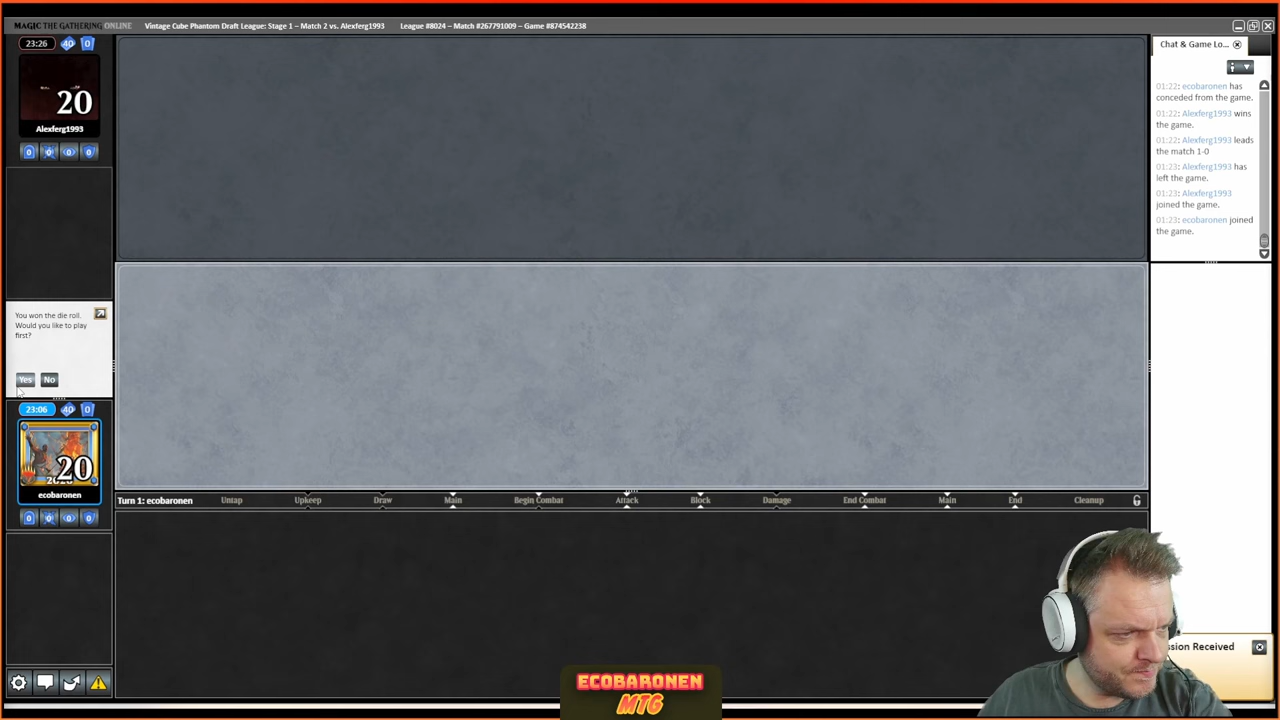 MAGIC THE GATHERING ONLINE Vintage Cube Phantom Draft League: Stage 1 – Match 2 vs. Alexferg1993 League #8024 – Match #267791009 – Game #874542238
23:26 40 0
20
Alexferg1993
0 0 0 0
Chat & Game Lo...
01:22: ecobaronen has
conceded from the game.
01:22: Alexferg1993 wins
the game.
01:22: Alexferg1993 leads
the match 1-0
01:23: Alexferg1993 has
left the game.
01:23: Alexferg1993
joined the game.
01:23: ecobaronen joined
the game.
You won the die roll.
Would you like to play
first?
Yes No
23:06 40 0
20
ecobaronen
0 0 0 0
Turn 1: ecobaronen Untap Upkeep Draw Main Begin Combat Attack Block Damage End Combat Main End Cleanup
ssion Received
ECOBARONEN
MTG